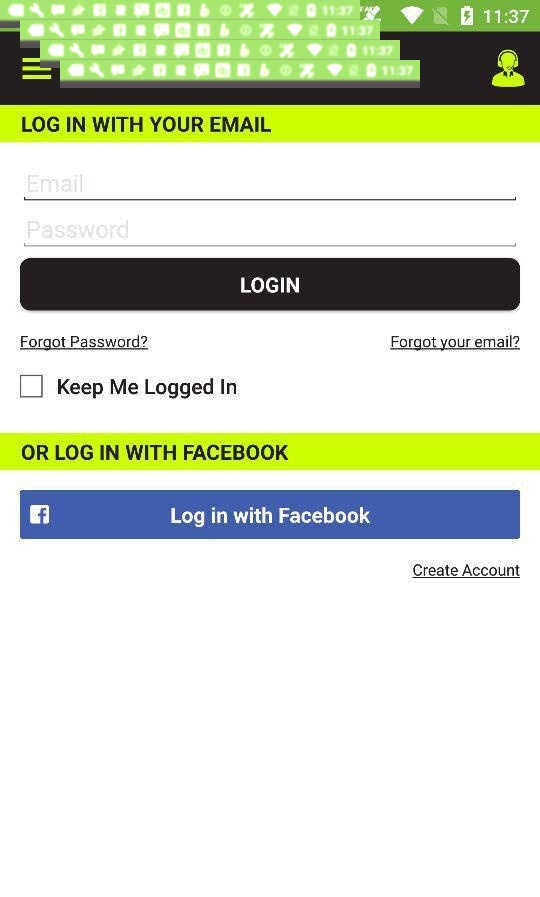 11:37
11:37
11:37
11:37
11:37
LOG IN WITH YOUR EMAIL
Email
Password
LOGIN
Forgot Password? Forgot your email?
Keep Me Logged In
OR LOG IN WITH FACEBOOK
Log in with Facebook
Create Account